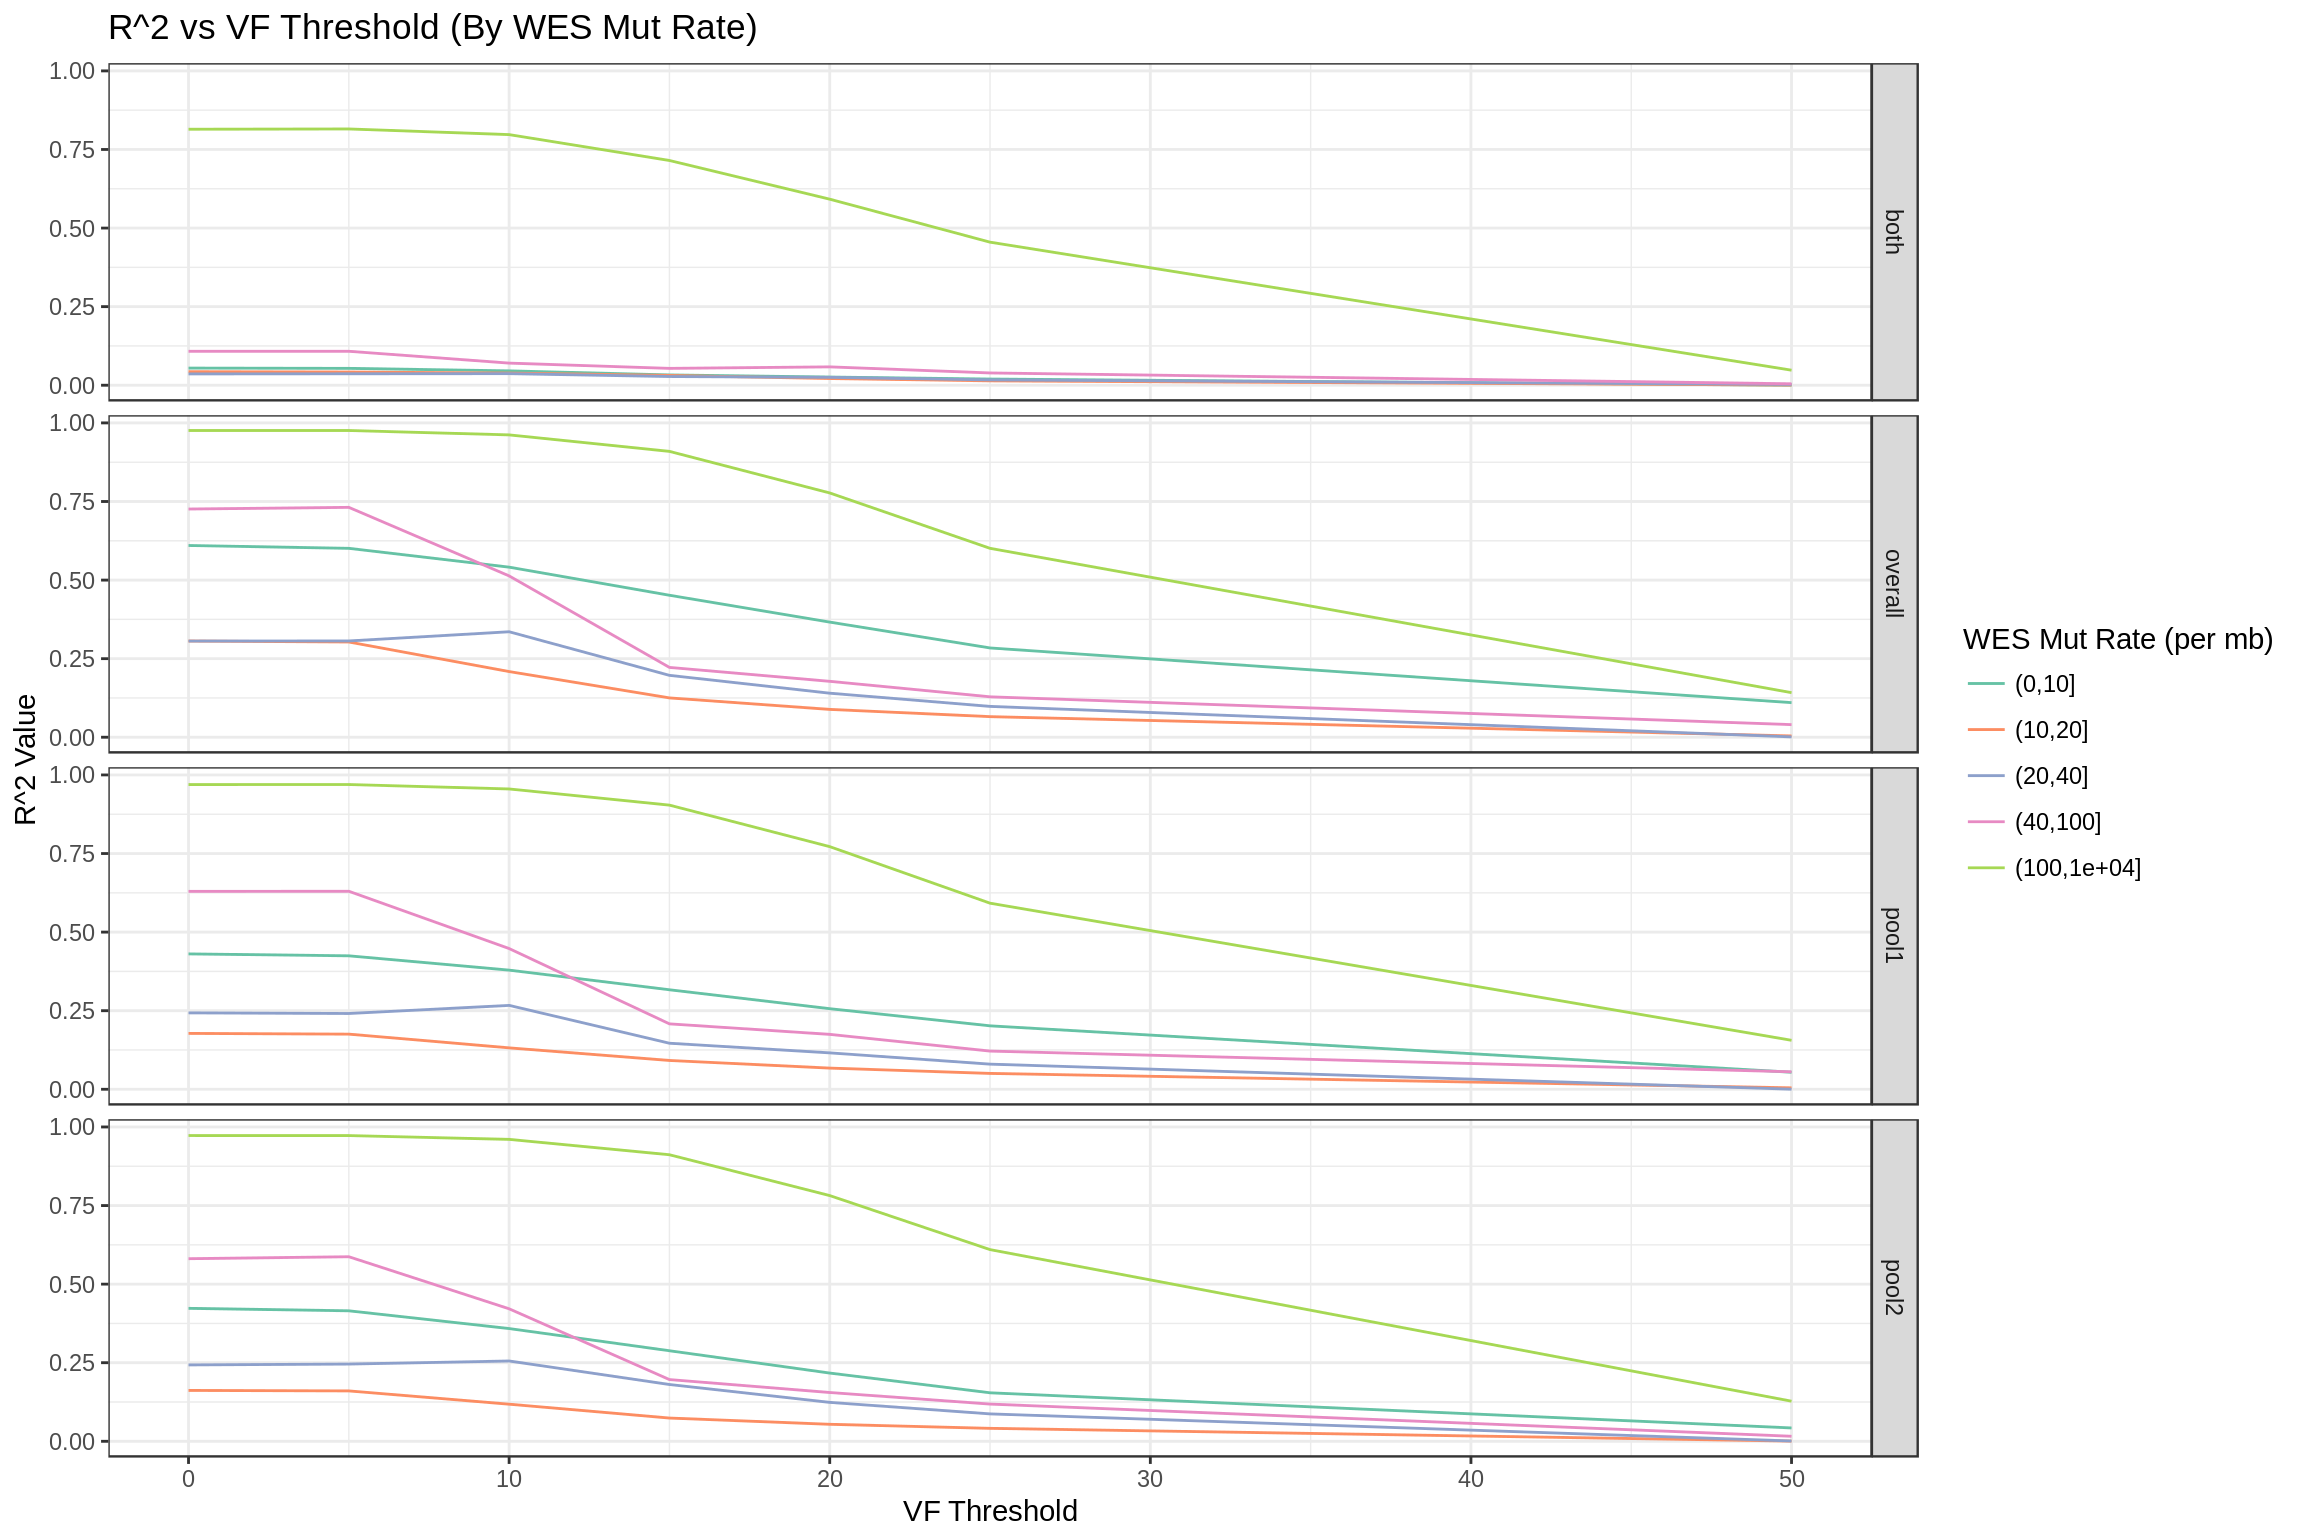 R^2 vs VF Threshold (By WES Mut Rate)
R^2 Value
1.00
0.75
0.50
0.25
0.00
both
1.00
0.75
0.50
0.25
0.00
overall
1.00
0.75
0.50
0.25
0.00
pool1
1.00
0.75
0.50
0.25
0.00
pool2
0 10 20 30 40 50
VF Threshold
WES Mut Rate (per mb)
(0,10]
(10,20]
(20,40]
(40,100]
(100,1e+04]